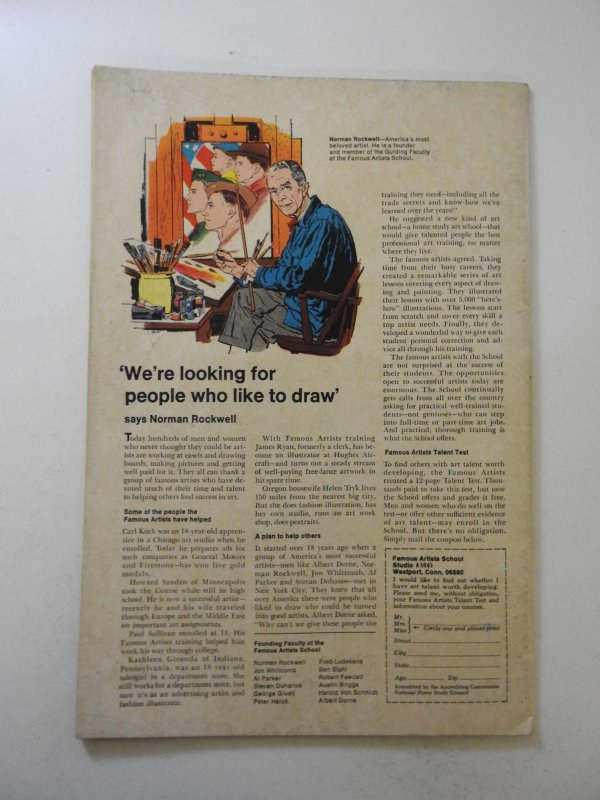 Norman Rockwell—America's most
beloved artist. He is a founder
and member of the Guiding Faculty
of the Famous Artists School.
'We're looking for
people who like to draw'
says Norman Rockwell
Today hundreds of men and women
who never thought they could be art-
ists are working at easels and drawing
boards, making pictures and getting
well paid for it. They all can thank a
group of famous artists who have de-
voted much of their time and talent
to helping others find success in art.
Some of the people the
Famous Artists have helped
Carl Kock was an 18-year-old appren-
tice in a Chicago art studio when he
enrolled. Today he prepares ads for
such companies as General Motors
and Firestone—has won five gold
medals.
Howard Sanden of Minneapolis
took the Course while still in high
school. He is now a successful artist—
recently he and his wife traveled
through Europe and the Middle East
on important art assignments.
Paul Sullivan enrolled at 14. His
Famous Artists training helped him
work his way through college.
Kathleen Gironda of Indiana,
Pennsylvania, was an 18-year-old
salesgirl in a department store. She
still works for a department store, but
now it's as art advertising artist and
fashion illustrator.
With Famous Artists training
James Ryan, formerly a clerk, has be-
come an illustrator at Hughes Air-
craft—and turns out a steady stream
of well-paying free-lance artwork in
his spare time.
Oregon housewife Helen Tryk lives
150 miles from the nearest big city.
But she does fashion illustration, has
her own studio, runs an art work
shop, does portraits.
A plan to help others
It started over 18 years ago when a
group of America's most successful
artists—men like Albert Dorne, Nor-
man Rockwell, Jon Whitcomb, Al
Parker and Stevan Dohanos—met in
New York City. They knew that all
over America there were people who
liked to draw who could be turned
into good artists. Albert Dorne asked,
"Why can't we give these people the
Founding Faculty of the
Famous Artists School
Norman Rockwell
Jon Whitcomb
Al Parker
Stevan Dohanos
George Giusti
Peter Helck
Fred Ludekens
Ben Stahl
Robert Fawcett
Austin Briggs
Harold Von Schmidt
Albert Dorne
training they need—including all the
trade secrets and know-how we've
learned over the years?"
He suggested a new kind of art
school—a home study art school—that
would give talented people the best
professional art training, no matter
where they live.
The famous artists agreed. Taking
time from their busy careers, they
created a remarkable series of art
lessons covering every aspect of draw-
ing and painting. They illustrated
their lessons with over 5,000 "here's-
how" illustrations. The lessons start
from scratch and cover every skill a
top artist needs. Finally, they de-
veloped a wonderful way to give each
student personal correction and ad-
vice all through his training.
The famous artists with the School
are not surprised at the success of
their students. The opportunities
open to successful artists today are
enormous. The School continually
gets calls from all over the country
asking for practical well-trained stu-
dents—not geniuses—who can step
into full-time or part-time art jobs.
And practical, thorough training is
what the School offers.
Famous Artists Talent Test
To find others with art talent worth
developing, the Famous Artists
created a 12-page Talent Test. Thou-
sands paid to take this test, but now
the School offers and grades it free.
Men and women who do well on the
test—or offer other sufficient evidence
of art talent—may enroll in the
School. But there's no obligation.
Simply mail the coupon below.
Famous Artists School
Studio
Westport, Conn. 06880
I would like to find out whether I
have art talent worth developing.
Please send me, without obligation,
your Famous Artists Talent Test and
information about your courses.
Mr.
Mrs.
Miss
Circle one and please print
Street
City
State
Age Zip
Accredited by the Accrediting Commission
National Home Study Council